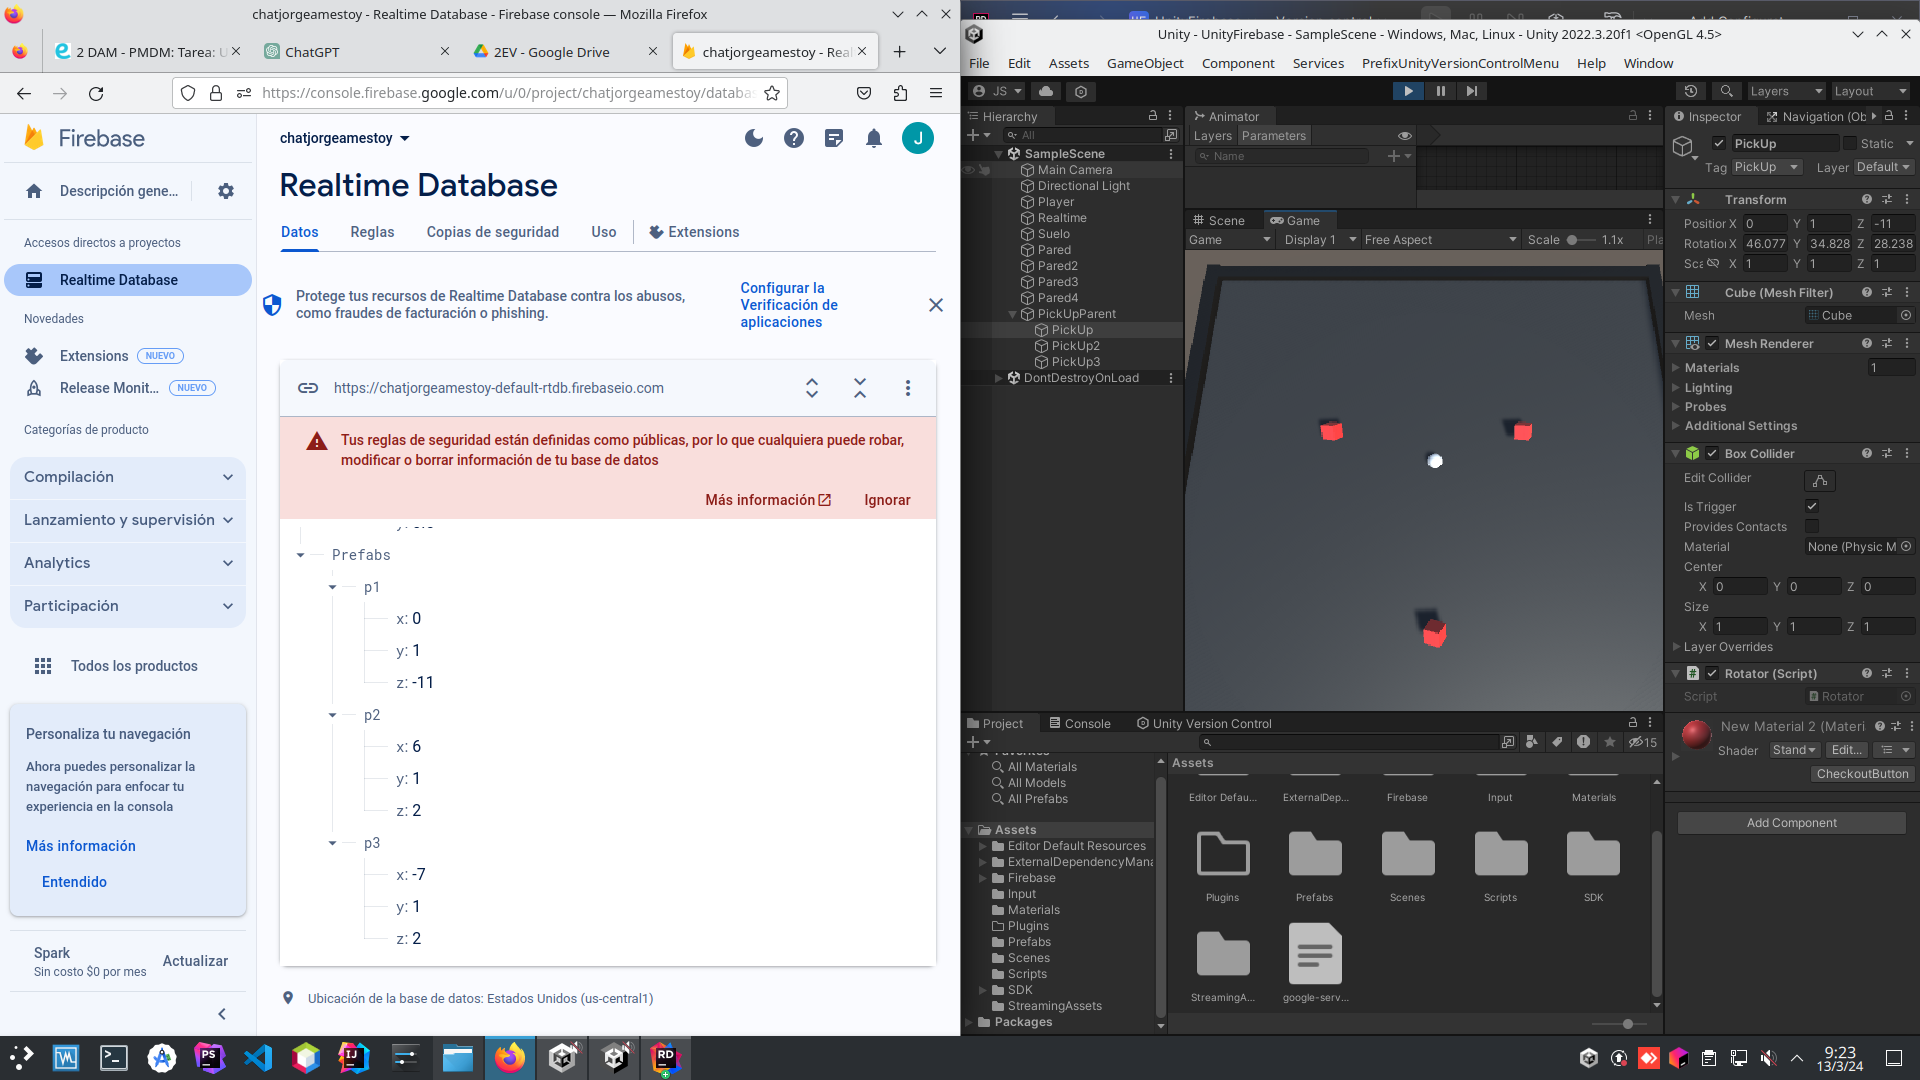 chatjorgeamestoy - Realtime Database - Firebase console — Mozilla Firefox
2 DAM - PMDM: Tarea: U
ChatGPT
2EV - Google Drive
chatjorgeamestoy - Real
https://console.firebase.google.com/u/0/project/chatjorgeamestoy/databa
Firebase
Descripción gene...
Accesos directos a proyectos
Realtime Database
Novedades
Extensions NUEVO
Release Monit... NUEVO
Categorías de producto
Compilación
Lanzamiento y supervisión
Analytics
Participación
Todos los productos
Personaliza tu navegación
Ahora puedes personalizar la
navegación para enfocar tu
experiencia en la consola
Más información
Entendido
Spark
Sin costo $0 por mes
Actualizar
chatjorgeamestoy
J
Realtime Database
Datos Reglas Copias de seguridad Uso Extensions
Protege tus recursos de Realtime Database contra los abusos,
como fraudes de facturación o phishing.
Configurar la
Verificación de
aplicaciones
https://chatjorgeamestoy-default-rtdb.firebaseio.com
Tus reglas de seguridad están definidas como públicas, por lo que cualquiera puede robar,
modificar o borrar información de tu base de datos
Más información Ignorar
Prefabs
p1
x: 0
y: 1
z: -11
p2
x: 6
y: 1
z: 2
p3
x: -7
y: 1
z: 2
Ubicación de la base de datos: Estados Unidos (us-central1)
Unity - UnityFirebase - SampleScene - Windows, Mac, Linux - Unity 2022.3.20f1 <OpenGL 4.5>
File Edit Assets GameObject Component Services PrefixUnityVersionControlMenu Help Window
JS
Layers
Layout
Hierarchy
All
SampleScene
Main Camera
Directional Light
Player
Realtime
Suelo
Pared
Pared2
Pared3
Pared4
PickUpParent
PickUp
PickUp2
PickUp3
DontDestroyOnLoad
Animator
Layers Parameters
Name
Scene Game
Game Display 1 Free Aspect Scale 1.1x Pla
Inspector Navigation (Ob
PickUp Static
Tag PickUp Layer Default
Transform
Position X 0 Y 1 Z -11
Rotation X 46.077 Y 34.828 Z 28.238
Sca X 1 Y 1 Z 1
Cube (Mesh Filter)
Mesh Cube
Mesh Renderer
Materials 1
Lighting
Probes
Additional Settings
Box Collider
Edit Collider
Is Trigger
Provides Contacts
Material None (Physic M
Center
X 0 Y 0 Z 0
Size
X 1 Y 1 Z 1
Layer Overrides
Rotator (Script)
Script Rotator
New Material 2 (Materi
Shader Stand Edit...
CheckoutButton
Add Component
Project Console Unity Version Control
15
Favorites
All Materials
All Models
All Prefabs
Assets
Editor Default Resources
ExternalDependencyMana
Firebase
Input
Materials
Plugins
Prefabs
Scenes
Scripts
SDK
StreamingAssets
Packages
Assets
Editor Defau... ExternalDep... Firebase Input Materials
Plugins Prefabs Scenes Scripts SDK
StreamingA... google-serv...
PS
IJ
RD
9:23
13/3/24